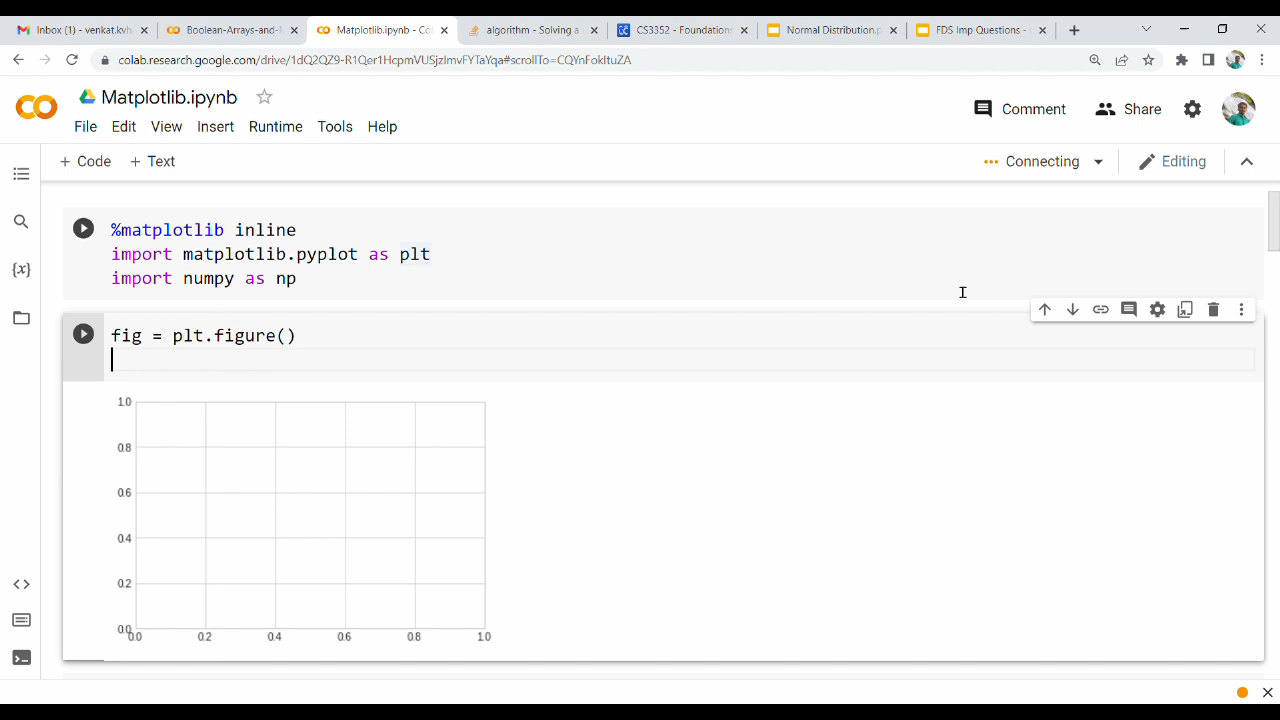 Inbox (1) - venkat.kvh
Boolean-Arrays-and-M
Matplotlib.ipynb - Co
algorithm - Solving a
CS3352 - Foundations
Normal Distribution.p
FDS Imp Questions -
colab.research.google.com/drive/1dQ2QZ9-R1Qer1HcpmVUSjzlmvFYTaYqa#scrollTo=CQYnFokItuZA
Matplotlib.ipynb
File Edit View Insert Runtime Tools Help
Comment
Share
+ Code + Text
Connecting
Editing
%matplotlib inline
import matplotlib.pyplot as plt
import numpy as np
{x}
fig = plt.figure()
1.0
0.8
0.6
0.4
0.2
0.0
0.0 0.2 0.4 0.6 0.8 1.0